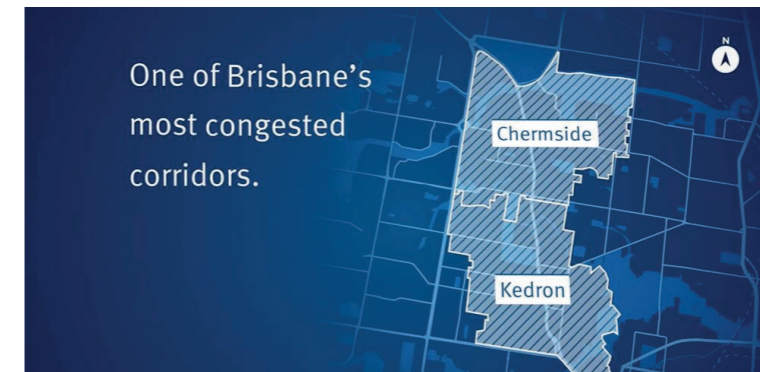 One of Brisbane's
most congested
corridors.
N
Chermside
Kedron